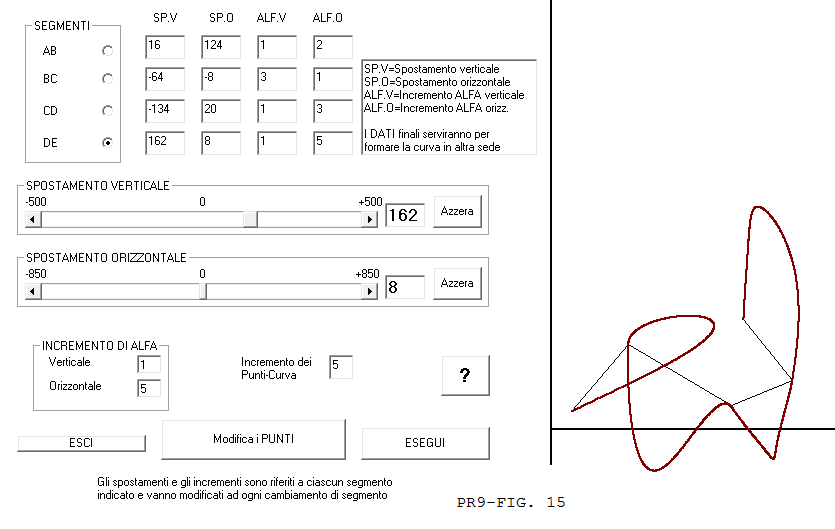 SP.V SP.O ALF.V ALF.O
SEGMENTI
AB 16 124 1 2
BC -64 -8 3 1
CD -134 20 1 3
DE 162 8 1 5
SP.V=Spostamento verticale
SP.O=Spostamento orizzontale
ALF.V=Incremento ALFA verticale
ALF.O=Incremento ALFA orizz.
I DATI finali serviranno per
formare la curva in altra sede
SPOSTAMENTO VERTICALE
-500 0 +500
162 Azzera
SPOSTAMENTO ORIZZONTALE
-850 0 +850
8 Azzera
INCREMENTO DI ALFA
Verticale 1
Orizzontale 5
Incremento dei
Punti-Curva 5
?
ESCI Modifica i PUNTI ESEGUI
Gli spostamenti e gli incrementi sono riferiti a ciascun segmento
indicato e vanno modificati ad ogni cambiamento di segmento
PR9-FIG. 15